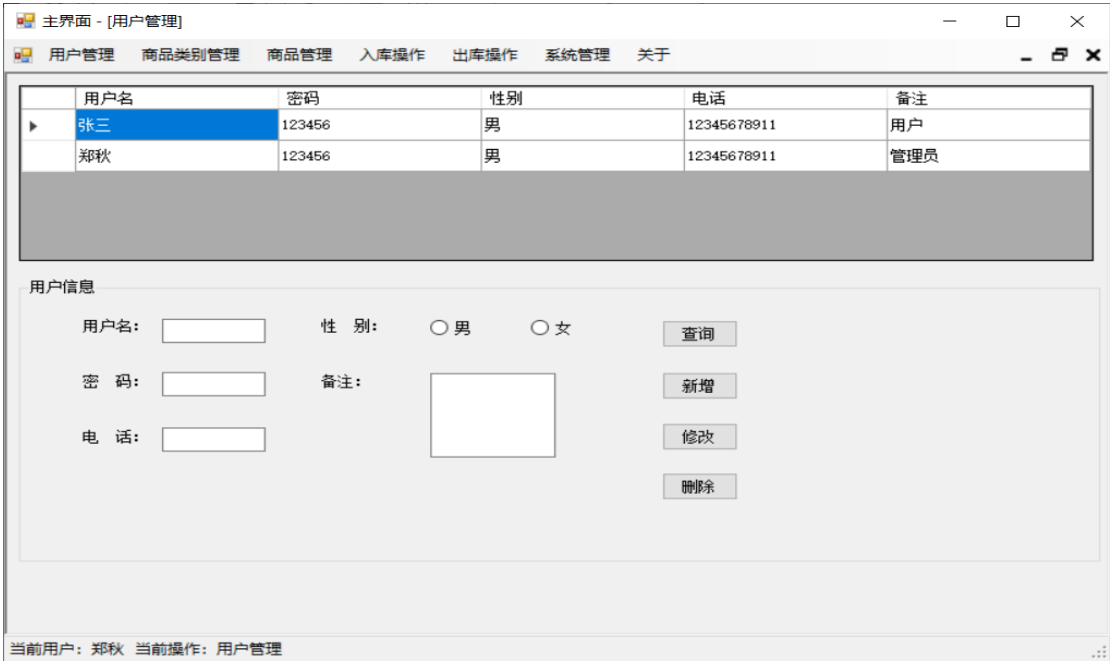 主界面 - [用户管理]
用户管理 商品类别管理 商品管理 入库操作 出库操作 系统管理 关于
用户名 密码 性别 电话 备注
张三 123456 男 12345678911 用户
郑秋 123456 男 12345678911 管理员
用户信息
用户名: 性 别: 男 女 查询
密 码: 备注: 新增
电 话: 修改
删除
当前用户: 郑秋 当前操作: 用户管理